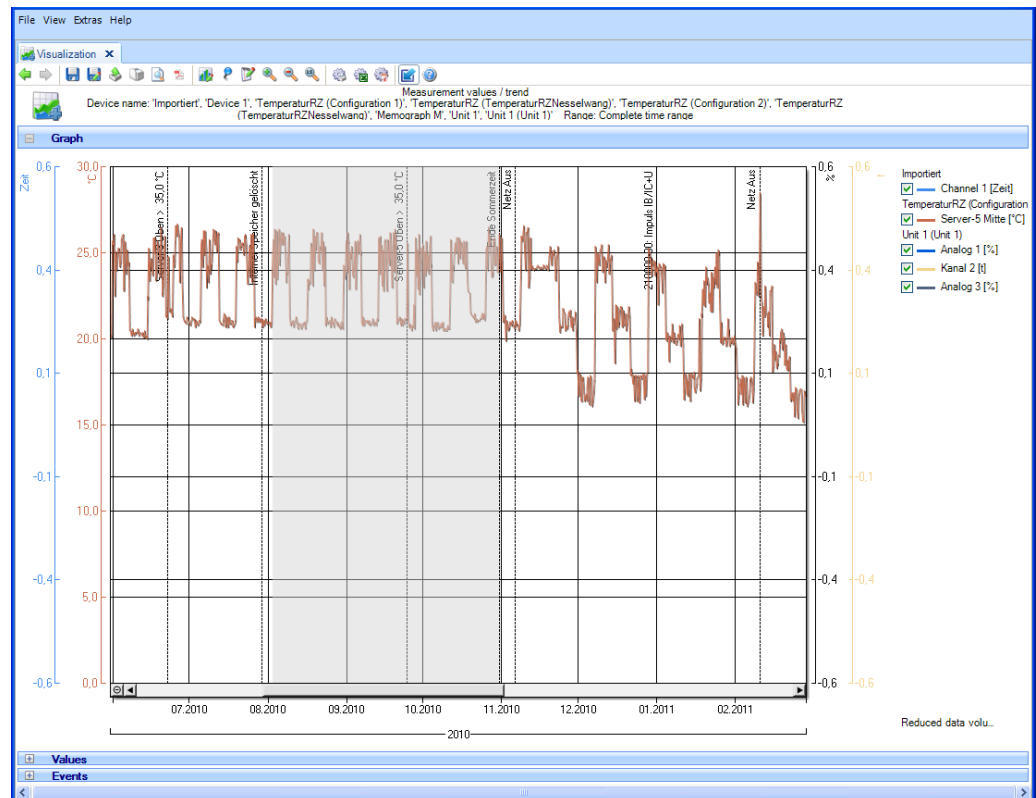 File View Extras Help
Visualization
Measurement values / trend
Device name: 'Importiert', 'Device 1', 'TemperaturRZ (Configuration 1)', 'TemperaturRZ (TemperaturRZNesselwang)', 'TemperaturRZ (Configuration 2)', 'TemperaturRZ
(TemperaturRZNesselwang)', 'Memograph M', 'Unit 1', 'Unit 1 (Unit 1)' Range: Complete time range
Graph
Zeit
0,6
0,4
0,1
-0,1
-0,4
-0,6
°C
30,0
25,0
20,0
15,0
10,0
5,0
0,0
35,0 °C
Internet Speicher gelöscht
Server-5 Oben > 35,0 °C
Ende Sommerzeit
Netz Aus
210000,00: Impuls IB/IC+U
Netz Aus
%
0,6
0,4
0,1
-0,1
-0,4
-0,6
0,6
0,4
0,1
-0,1
-0,4
-0,6
Importiert
Channel 1 [Zeit]
TemperaturRZ (Configuration
Server-5 Mitte [°C]
Unit 1 (Unit 1)
Analog 1 [%]
Kanal 2 [t]
Analog 3 [%]
07.2010 08.2010 09.2010 10.2010 11.2010 12.2010 01.2011 02.2011
2010
Reduced data volu...
Values
Events